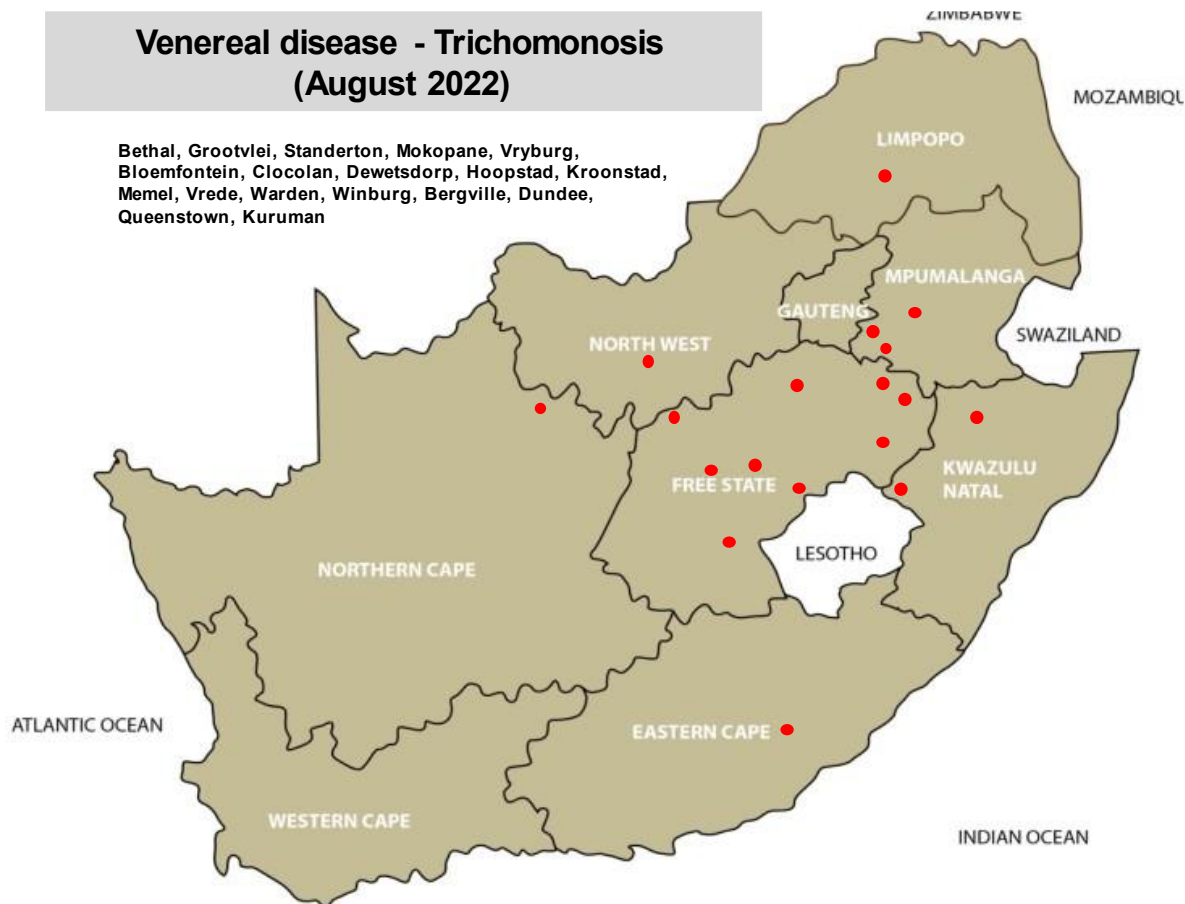 ZIMBABWE
Venereal disease - Trichomonosis
(August 2022)
MOZAMBIQU
Bethal, Grootvlei, Standerton, Mokopane, Vryburg,
Bloemfontein, Clocolan, Dewetsdorp, Hoopstad, Kroonstad,
Memel, Vrede, Warden, Winburg, Bergville, Dundee,
Queenstown, Kuruman
LIMPOPO
MPUMALANGA
GAUTENG
SWAZILAND
NORTH WEST
KWAZULU
NATAL
FREE STATE
LESOTHO
NORTHERN CAPE
ATLANTIC OCEAN
EASTERN CAPE
WESTERN CAPE
INDIAN OCEAN